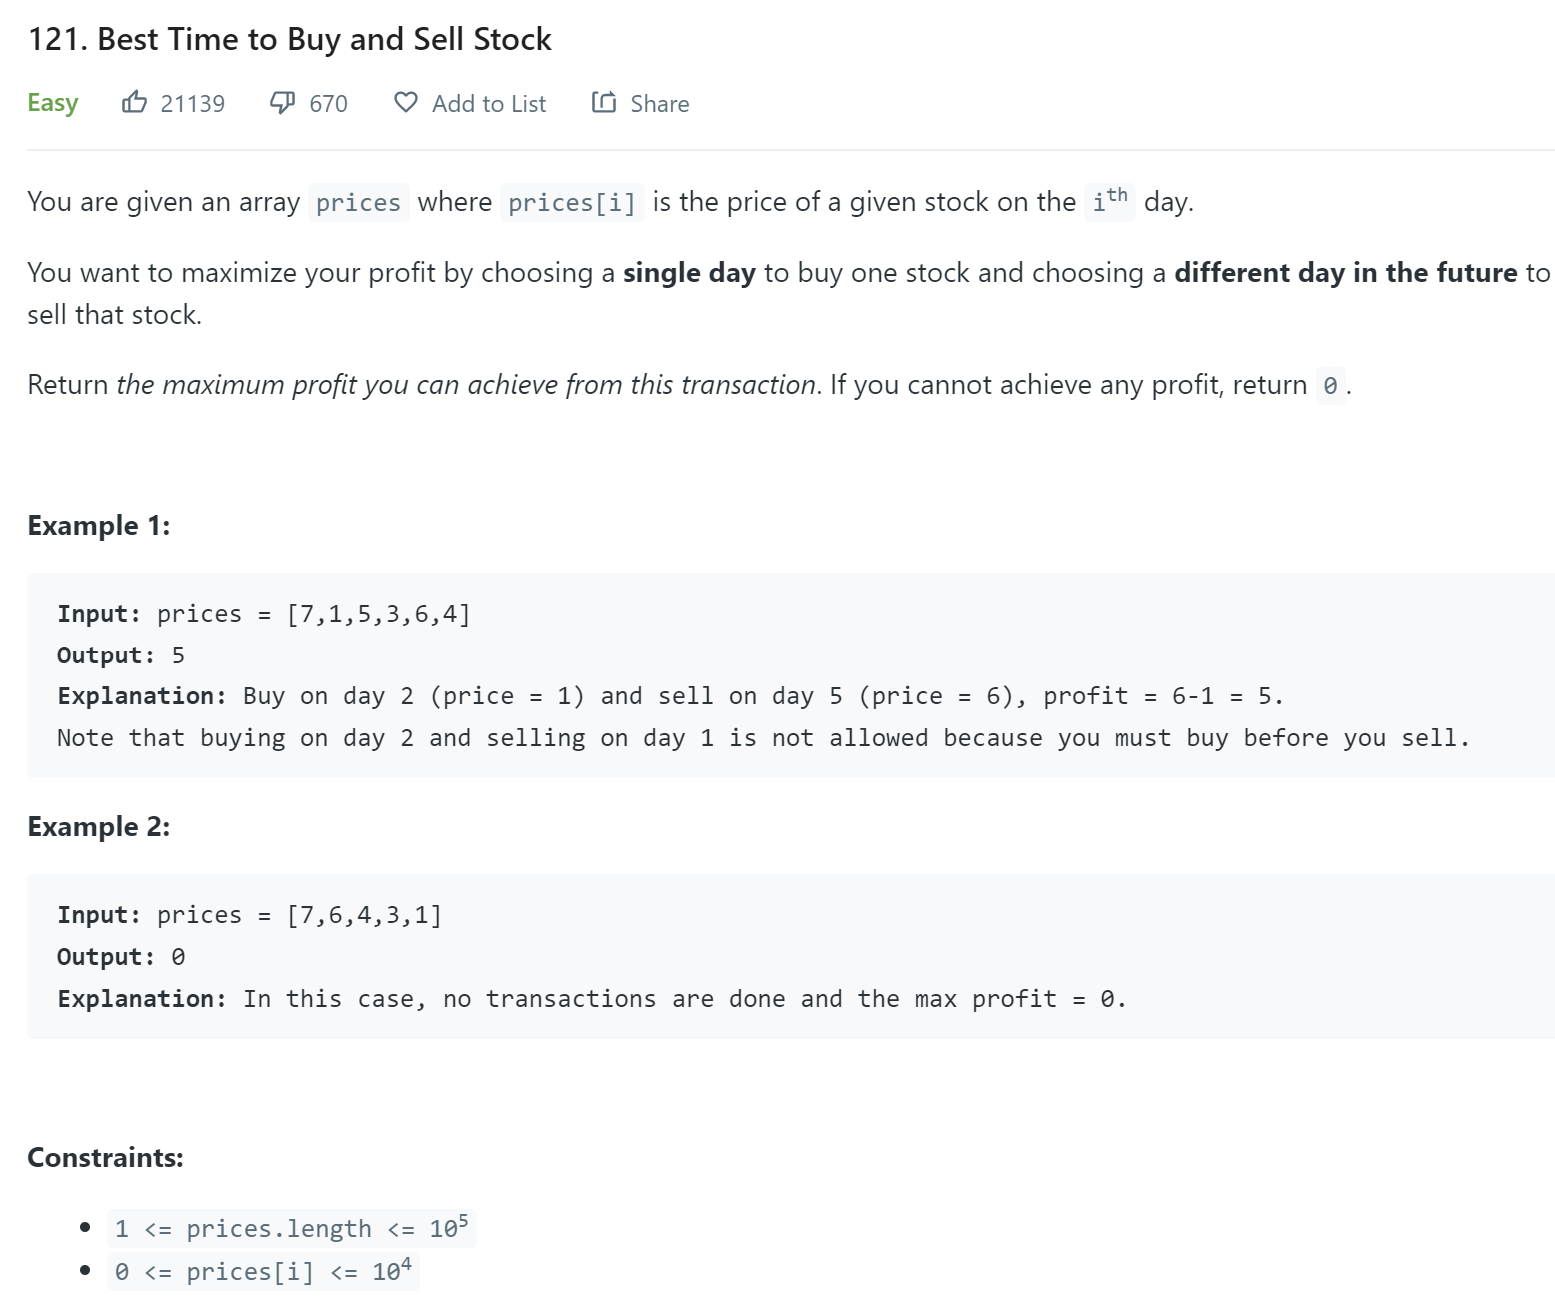 121. Best Time to Buy and Sell Stock
Easy 21139 670 Add to List Share
You are given an array prices where prices[i] is the price of a given stock on the iᵗʰ day.
You want to maximize your profit by choosing a single day to buy one stock and choosing a different day in the future to
sell that stock.
Return the maximum profit you can achieve from this transaction. If you cannot achieve any profit, return 0.
Example 1:
Input: prices = [7,1,5,3,6,4]
Output: 5
Explanation: Buy on day 2 (price = 1) and sell on day 5 (price = 6), profit = 6-1 = 5.
Note that buying on day 2 and selling on day 1 is not allowed because you must buy before you sell.
Example 2:
Input: prices = [7,6,4,3,1]
Output: 0
Explanation: In this case, no transactions are done and the max profit = 0.
Constraints:
• 1 <= prices.length <= 10⁵
• 0 <= prices[i] <= 10⁴